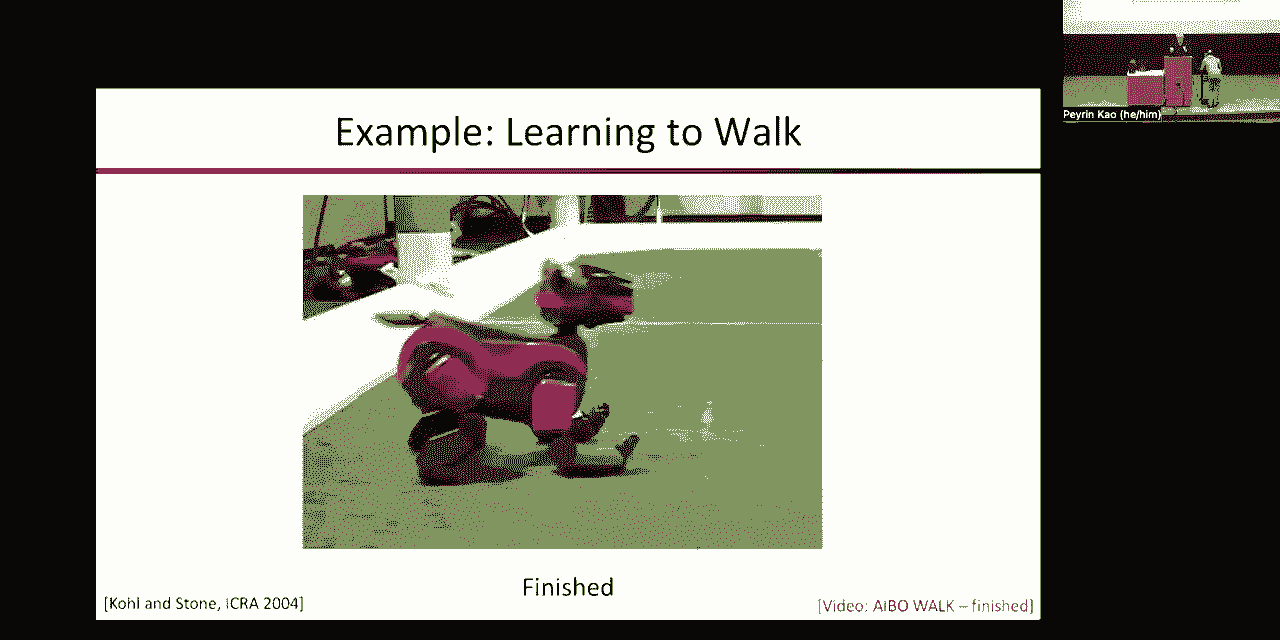 Example: Learning to Walk
Peyrin Kao (he/him)
Finished
[Kohl and Stone, ICRA 2004]
[Video: AIBO WALK – finished]